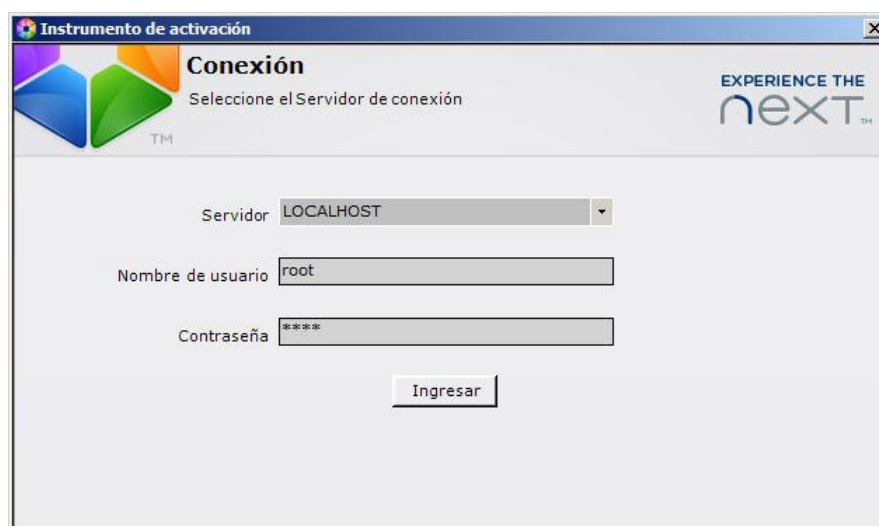 Instrumento de activación
Conexión
Seleccione el Servidor de conexión
TM
EXPERIENCE THE
next TM
Servidor LOCALHOST
Nombre de usuario root
Contraseña ****
Ingresar